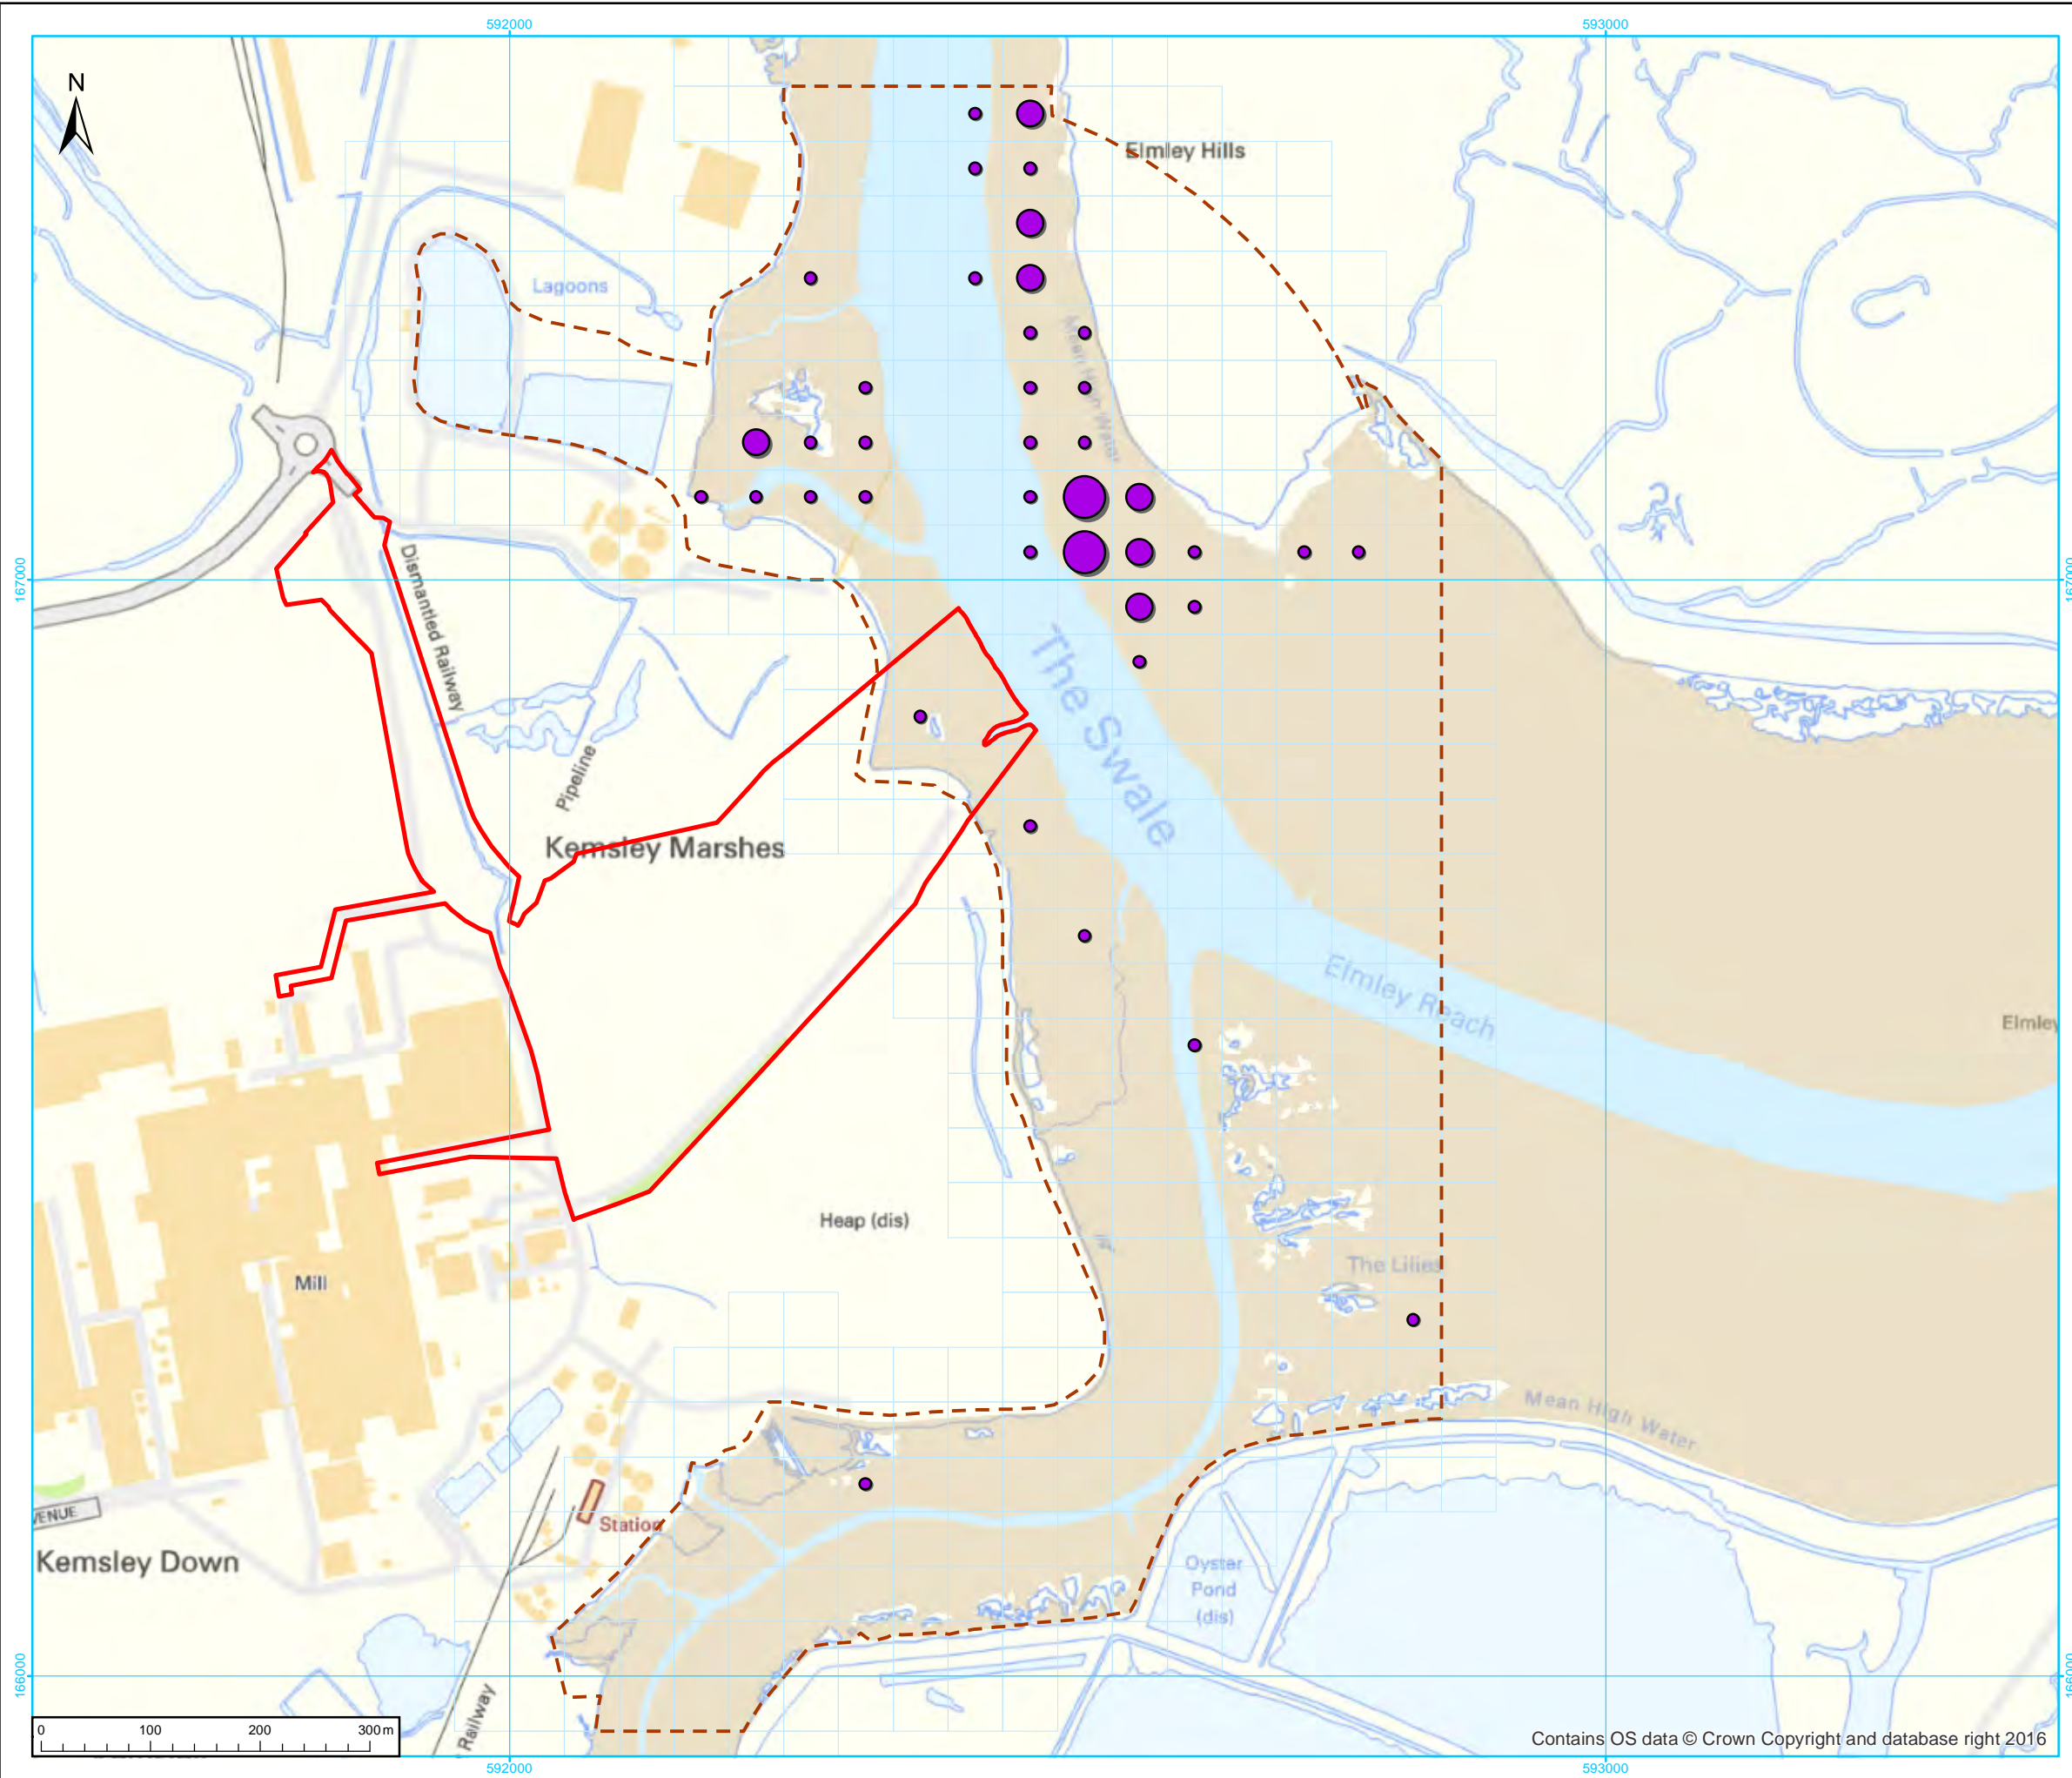 592000
593000
N
Elmley Hills
Lagoons
Mean High Water
167000
167000
Dismantled Railway
The Swale
Pipeline
Kemsley Marshes
Elmley Reach
Elmley
Heap (dis)
The Lilies
Mill
Mean High Water
VENUE
Station
Kemsley Down
Oyster
Pond
(dis)
166000
166000
Railway
0 100 200 300m
Contains OS data © Crown Copyright and database right 2016
592000
593000